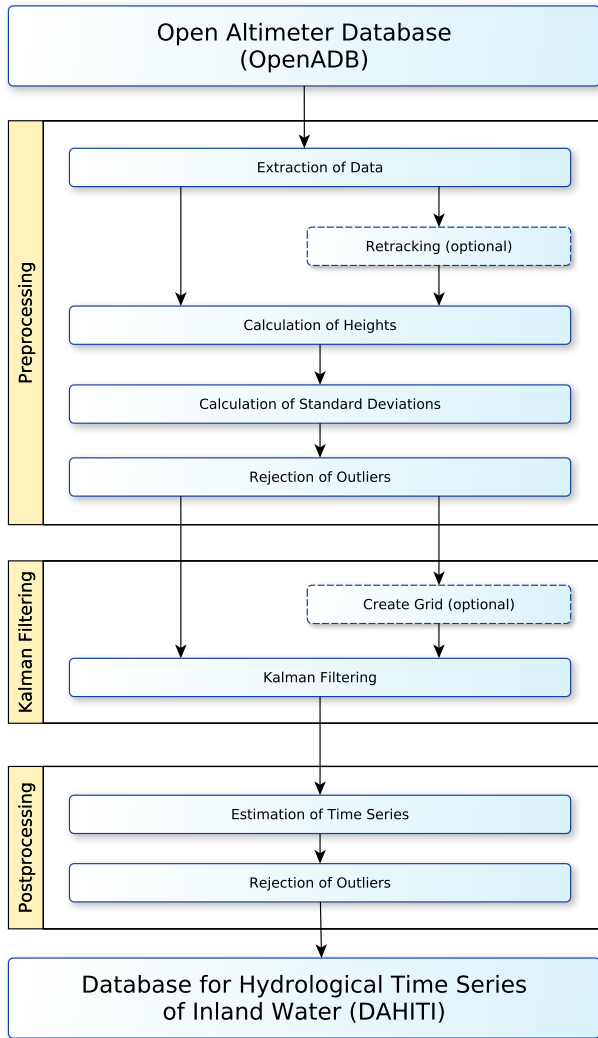 Open Altimeter Database
(OpenADB)
Preprocessing
Extraction of Data
Retracking (optional)
Calculation of Heights
Calculation of Standard Deviations
Rejection of Outliers
Kalman Filtering
Create Grid (optional)
Kalman Filtering
Postprocessing
Estimation of Time Series
Rejection of Outliers
Database for Hydrological Time Series
of Inland Water (DAHITI)